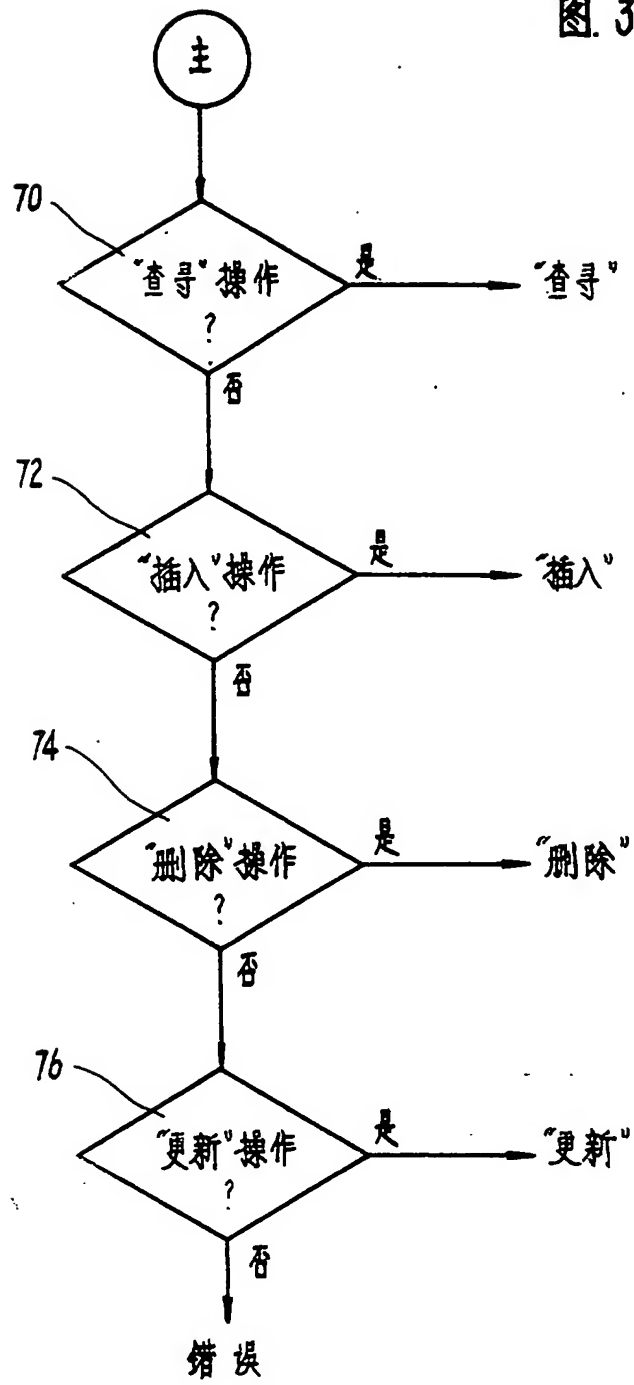 图.3
主
70
"查寻"操作
?
是
"查寻"
否
72
"插入"操作
?
是
"插入"
否
74
"删除"操作
?
是
"删除"
否
76
"更新"操作
?
是
"更新"
否
错误